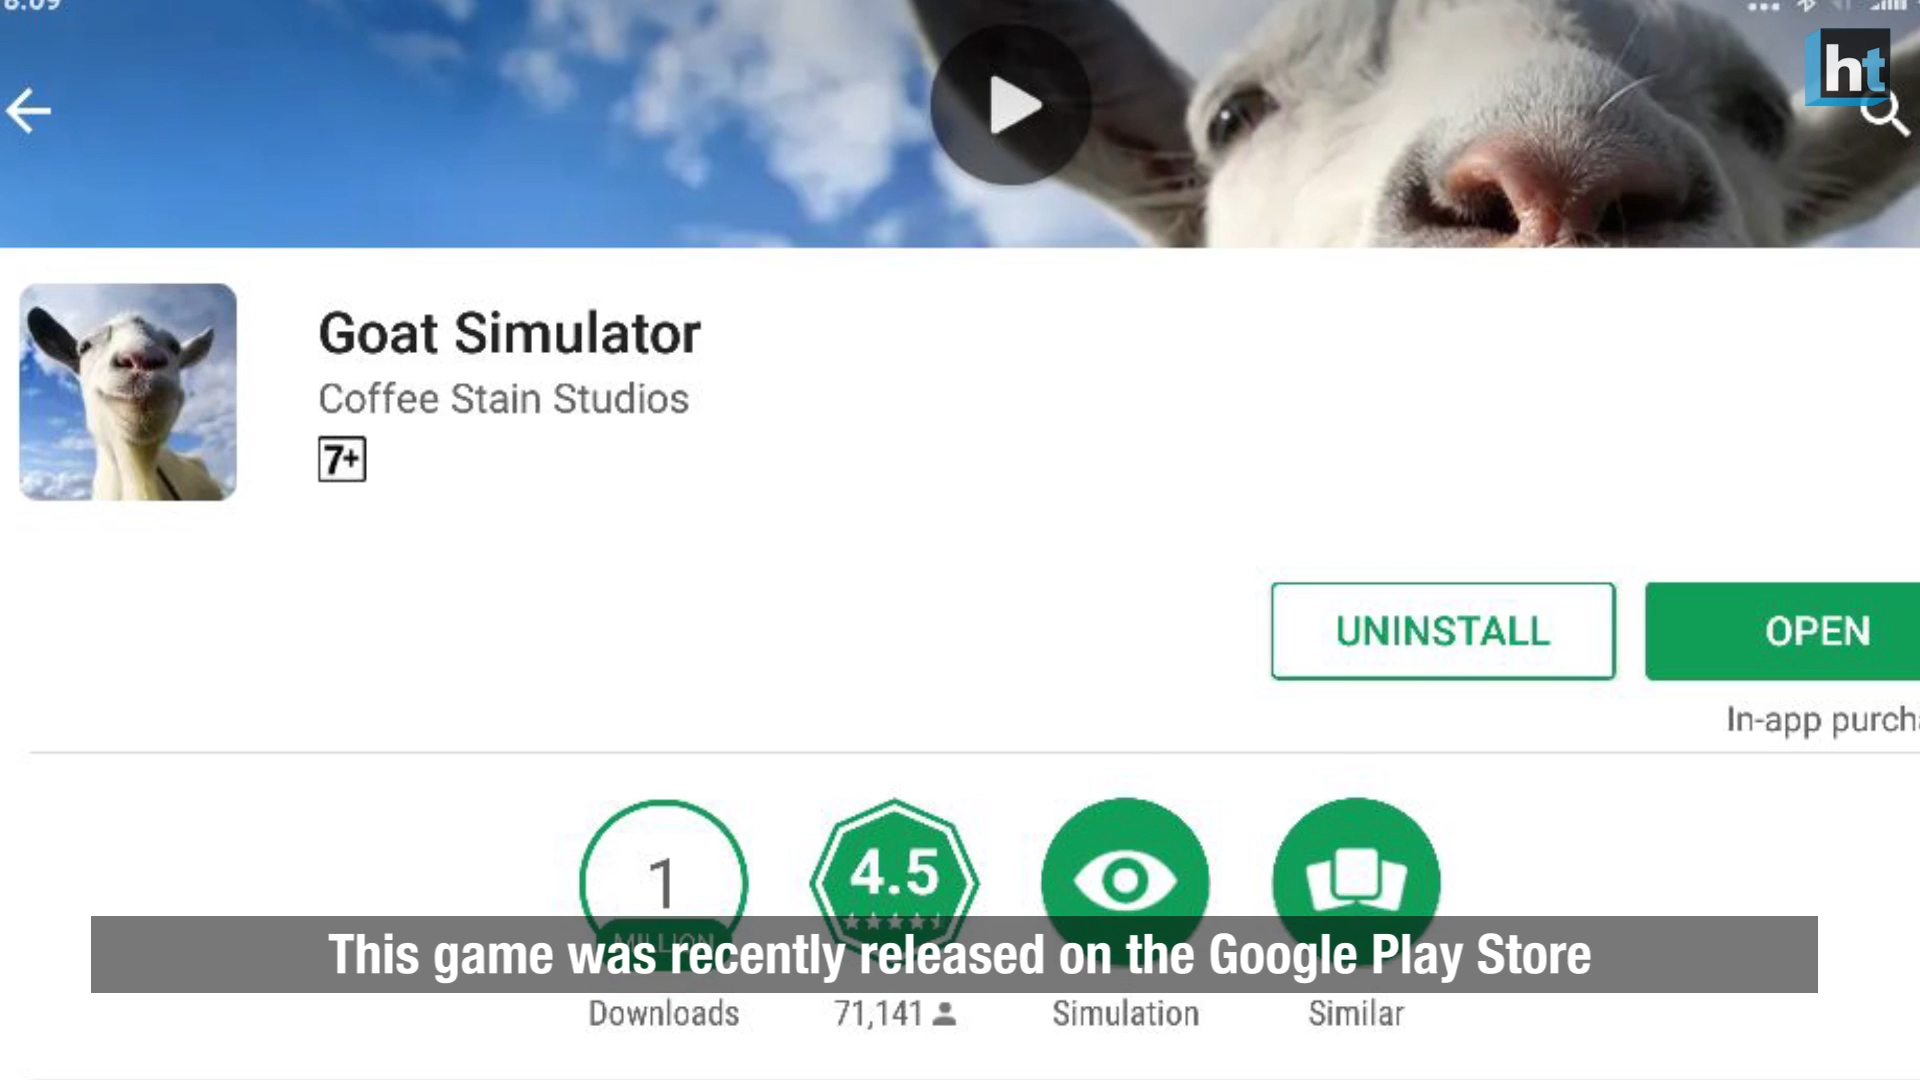 ht
Goat Simulator
Coffee Stain Studios
7+
UNINSTALL
OPEN
In-app purch
1
4.5
MILLION
This game was recently released on the Google Play Store
Downloads
71,141
Simulation
Similar